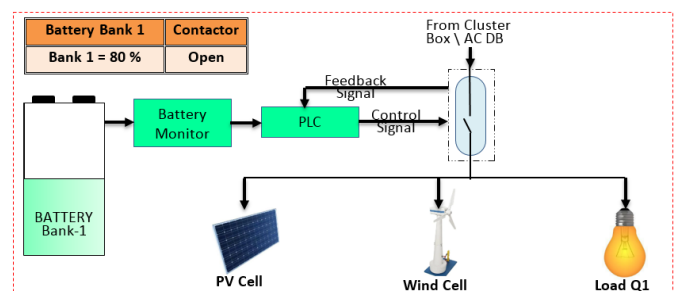 Battery Bank 1 Contactor
Bank 1 = 80 % Open
From Cluster
Box \ AC DB
Feedback
Signal
Battery
Monitor
PLC
Control
Signal
BATTERY
Bank-1
PV Cell
Wind Cell
Load Q1